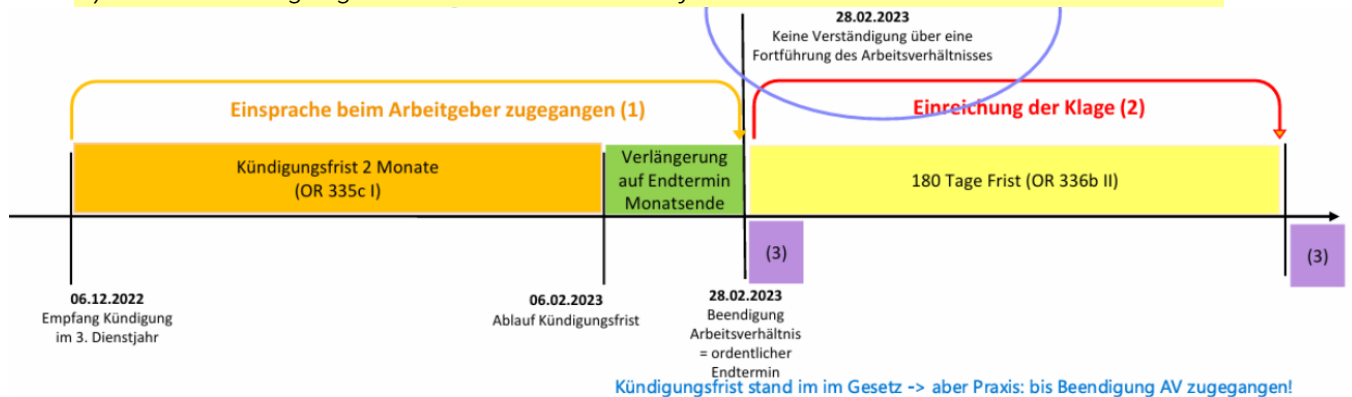 28.02.2023
Keine Verständigung über eine
Fortführung des Arbeitsverhältnisses
Einsprache beim Arbeitgeber zugegangen (1)
Einreichung der Klage (2)
Kündigungsfrist 2 Monate
(OR 335c I)
Verlängerung
auf Endtermin
Monatsende
180 Tage Frist (OR 336b II)
(3)
(3)
06.12.2022
Empfang Kündigung
im 3. Dienstjahr
06.02.2023
Ablauf Kündigungsfrist
28.02.2023
Beendigung
Arbeitsverhältnis
= ordentlicher
Endtermin
Kündigungsfrist stand im im Gesetz -> aber Praxis: bis Beendigung AV zugegangen!